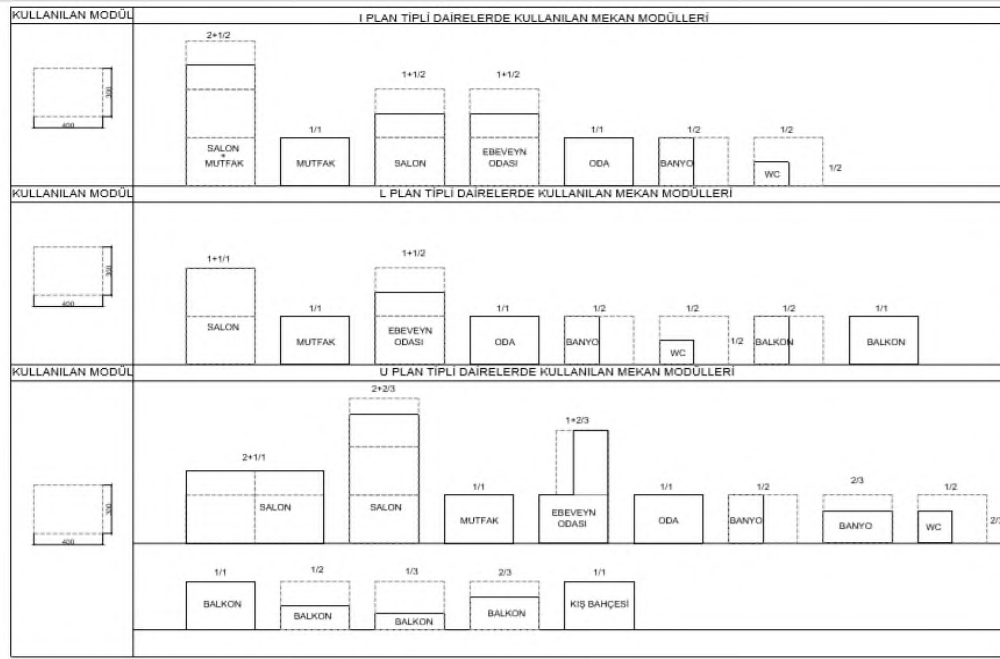 KULLANILAN MODÜL
I PLAN TİPLİ DAİRELERDE KULLANILAN MEKAN MODÜLLERİ
300
400
2+1/2
SALON
+
MUTFAK
1/1
MUTFAK
1+1/2
SALON
1+1/2
EBEVEYN
ODASI
1/1
ODA
1/2
BANYO
1/2
WC
1/2
KULLANILAN MODÜL
L PLAN TİPLİ DAİRELERDE KULLANILAN MEKAN MODÜLLERİ
300
400
1+1/1
SALON
1/1
MUTFAK
1+1/2
EBEVEYN
ODASI
1/1
ODA
1/2
BANYO
1/2
WC
1/2
1/2
BALKON
1/1
BALKON
KULLANILAN MODÜL
U PLAN TİPLİ DAİRELERDE KULLANILAN MEKAN MODÜLLERİ
300
400
2+1/1
SALON
2+2/3
SALON
1/1
MUTFAK
1+2/3
EBEVEYN
ODASI
1/1
ODA
1/2
BANYO
2/3
BANYO
1/2
WC
2/3
1/1
BALKON
1/2
BALKON
1/3
BALKON
2/3
BALKON
1/1
KIŞ BAHÇESİ